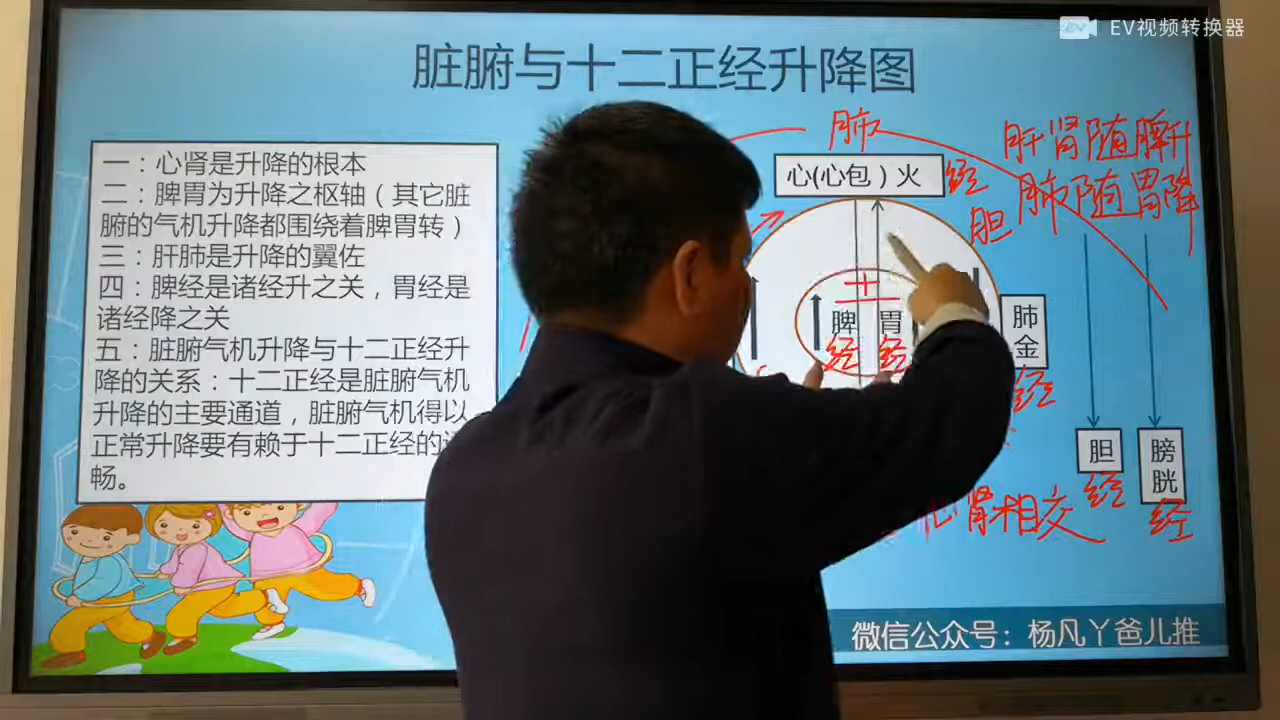 EV视频转换器
脏腑与十二正经升降图
一：心肾是升降的根本
二：脾胃为升降之枢轴（其它脏
腑的气机升降都围绕着脾胃转）
三：肝肺是升降的翼佐
四：脾经是诸经升之关，胃经是
诸经降之关
五：脏腑气机升降与十二正经升
降的关系：十二正经是脏腑气机
升降的主要通道，脏腑气机得以
正常升降要有赖于十二正经的
畅。
肺
心(心包）火
经
肝肾随脾升
肺随胃降
胆
土
脾
胃
经
经
肺
金
经
胆
经
膀
胱
经
心肾相交
微信公众号：杨凡丫爸儿推